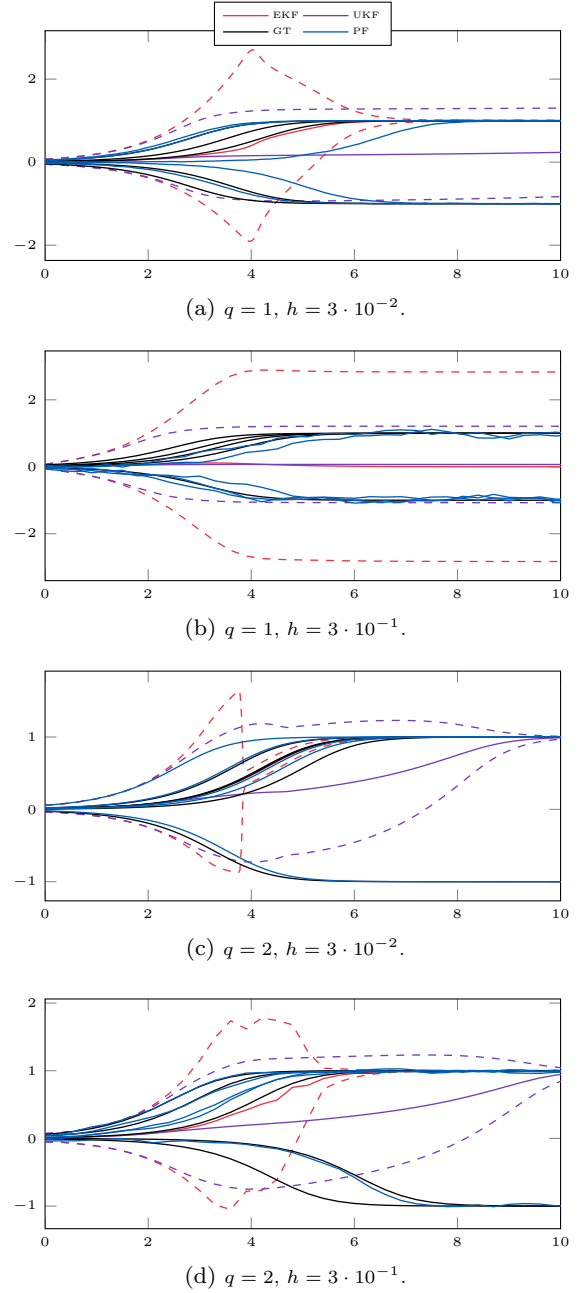 EKF UKF
GT PF
2
0
−2
0 2 4 6 8 10
(a) q = 1, h = 3 · 10⁻².
2
0
−2
0 2 4 6 8 10
(b) q = 1, h = 3 · 10⁻¹.
1
0
−1
0 2 4 6 8 10
(c) q = 2, h = 3 · 10⁻².
2
1
0
−1
0 2 4 6 8 10
(d) q = 2, h = 3 · 10⁻¹.